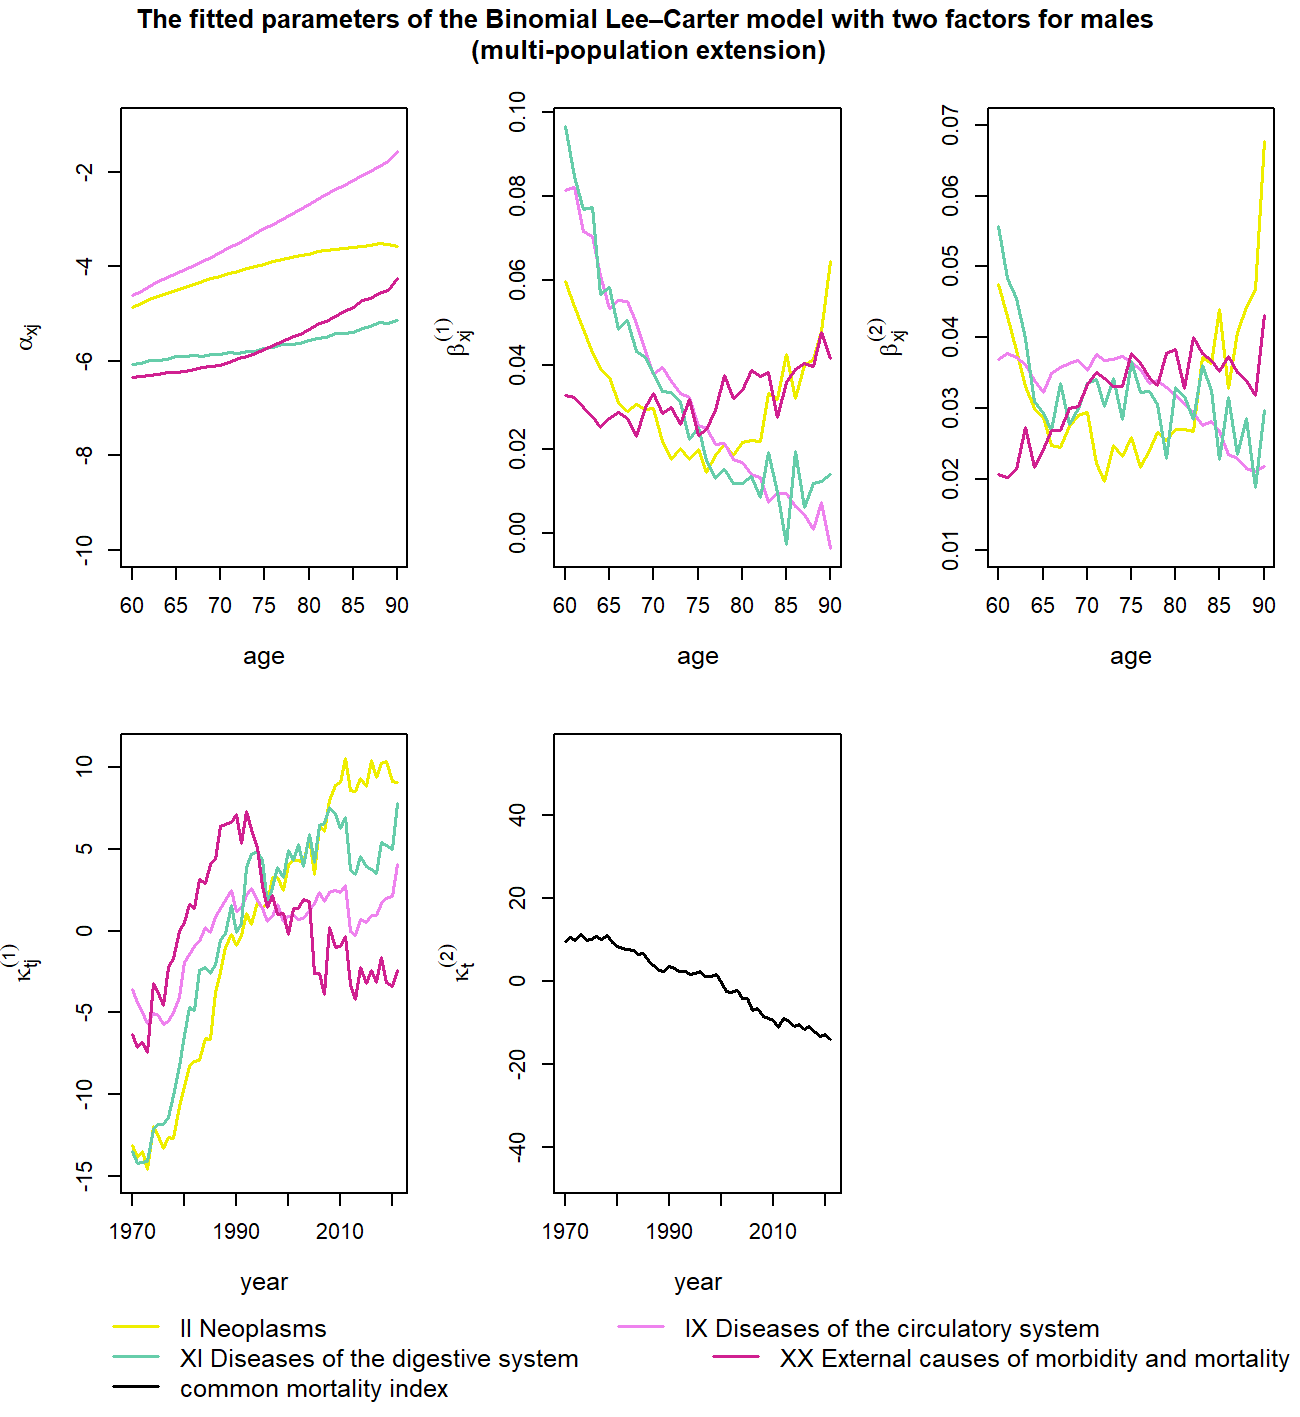 The fitted parameters of the Binomial Lee–Carter model with two factors for males
(multi-population extension)
αxj
-2
-4
-6
-8
-10
60 65 70 75 80 85 90
age
βxj(1)
0.10
0.08
0.06
0.04
0.02
0.00
60 65 70 75 80 85 90
age
βxj(2)
0.07
0.06
0.05
0.04
0.03
0.02
0.01
60 65 70 75 80 85 90
age
κtj(1)
10
5
0
-5
-10
-15
1970 1990 2010
year
κt(2)
40
20
0
-20
-40
1970 1990 2010
year
II Neoplasms
IX Diseases of the circulatory system
XI Diseases of the digestive system
XX External causes of morbidity and mortality
common mortality index